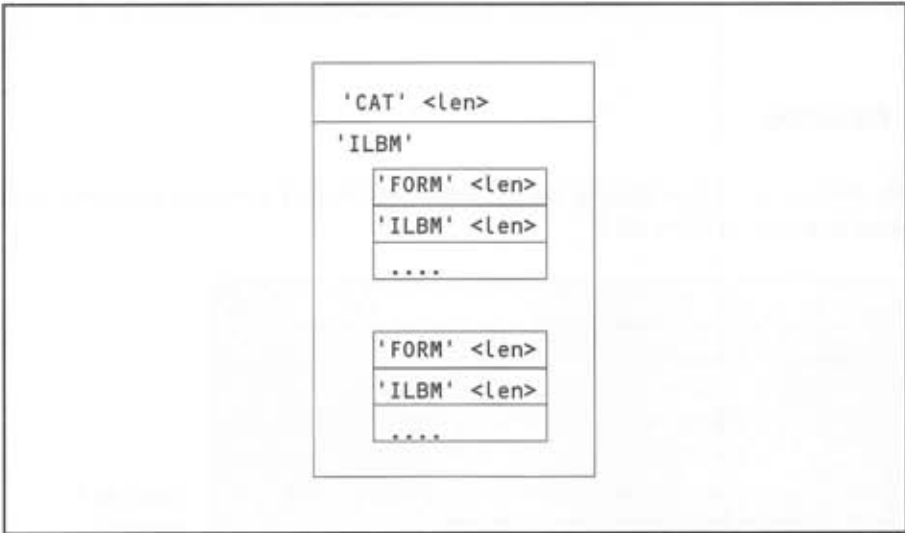 'CAT' <len>
'ILBM'
'FORM' <len>
'ILBM' <len>
....
'FORM' <len>
'ILBM' <len>
....